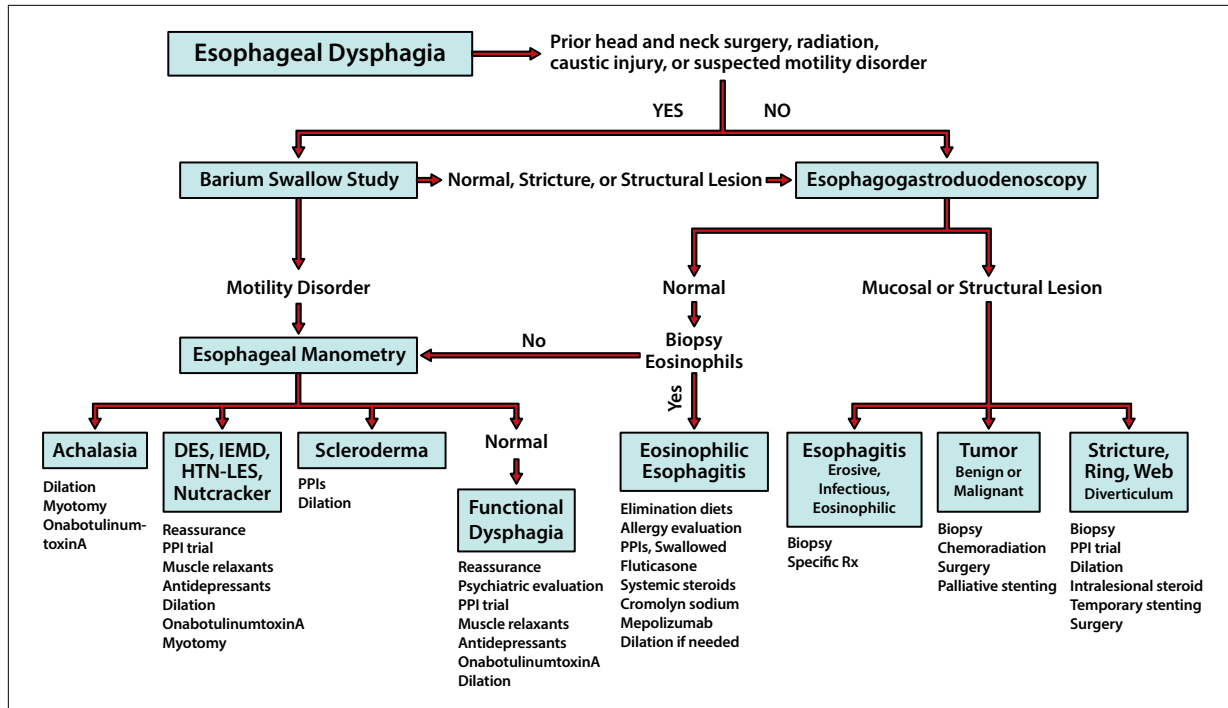 Esophageal Dysphagia
Prior head and neck surgery, radiation,
caustic injury, or suspected motility disorder
YES
NO
Barium Swallow Study
Normal, Stricture, or Structural Lesion
Esophagogastroduodenoscopy
Motility Disorder
Normal
Mucosal or Structural Lesion
Esophageal Manometry
No
Biopsy
Eosinophils
Yes
Achalasia
Dilation
Myotomy
Onabotulinum-
toxinA
DES, IEMD,
HTN-LES,
Nutcracker
Reassurance
PPI trial
Muscle relaxants
Antidepressants
Dilation
OnabotulinumtoxinA
Myotomy
Scleroderma
PPIs
Dilation
Normal
Functional
Dysphagia
Reassurance
Psychiatric evaluation
PPI trial
Muscle relaxants
Antidepressants
OnabotulinumtoxinA
Dilation
Eosinophilic
Esophagitis
Elimination diets
Allergy evaluation
PPIs, Swallowed
Fluticasone
Systemic steroids
Cromolyn sodium
Mepolizumab
Dilation if needed
Esophagitis
Erosive,
Infectious,
Eosinophilic
Biopsy
Specific Rx
Tumor
Benign or
Malignant
Biopsy
Chemoradiation
Surgery
Palliative stenting
Stricture,
Ring, Web
Diverticulum
Biopsy
PPI trial
Dilation
Intralesional steroid
Temporary stenting
Surgery